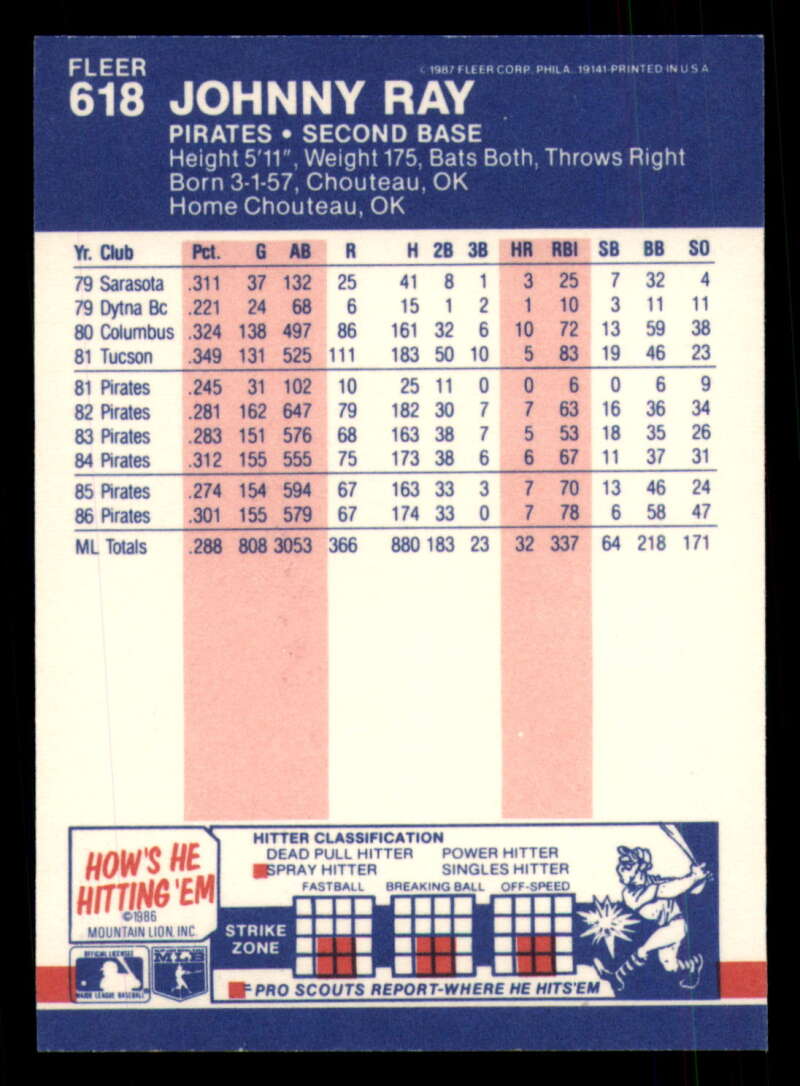 FLEER © 1987 FLEER CORP. PHILA. 19141-PRINTED IN U S A
618 JOHNNY RAY
PIRATES • SECOND BASE
Height 5'11", Weight 175, Bats Both, Throws Right
Born 3-1-57, Chouteau, OK
Home Chouteau, OK
Yr. Club Pct. G AB R H 2B 3B HR RBI SB BB SO
79 Sarasota .311 37 132 25 41 8 1 3 25 7 32 4
79 Dytna Bc .221 24 68 6 15 1 2 1 10 3 11 11
80 Columbus .324 138 497 86 161 32 6 10 72 13 59 38
81 Tucson .349 131 525 111 183 50 10 5 83 19 46 23
81 Pirates .245 31 102 10 25 11 0 0 6 0 6 9
82 Pirates .281 162 647 79 182 30 7 7 63 16 36 34
83 Pirates .283 151 576 68 163 38 7 5 53 18 35 26
84 Pirates .312 155 555 75 173 38 6 6 67 11 37 31
85 Pirates .274 154 594 67 163 33 3 7 70 13 46 24
86 Pirates .301 155 579 67 174 33 0 7 78 6 58 47
ML Totals .288 808 3053 366 880 183 23 32 337 64 218 171
HOW'S HE
HITTING 'EM
©1986
MOUNTAIN LION, INC.
OFFICIAL LICENSEE
MAJOR LEAGUE BASEBALL
MLB
HITTER CLASSIFICATION
DEAD PULL HITTER POWER HITTER
SPRAY HITTER SINGLES HITTER
FASTBALL BREAKING BALL OFF-SPEED
STRIKE
ZONE
= PRO SCOUTS REPORT-WHERE HE HITS'EM